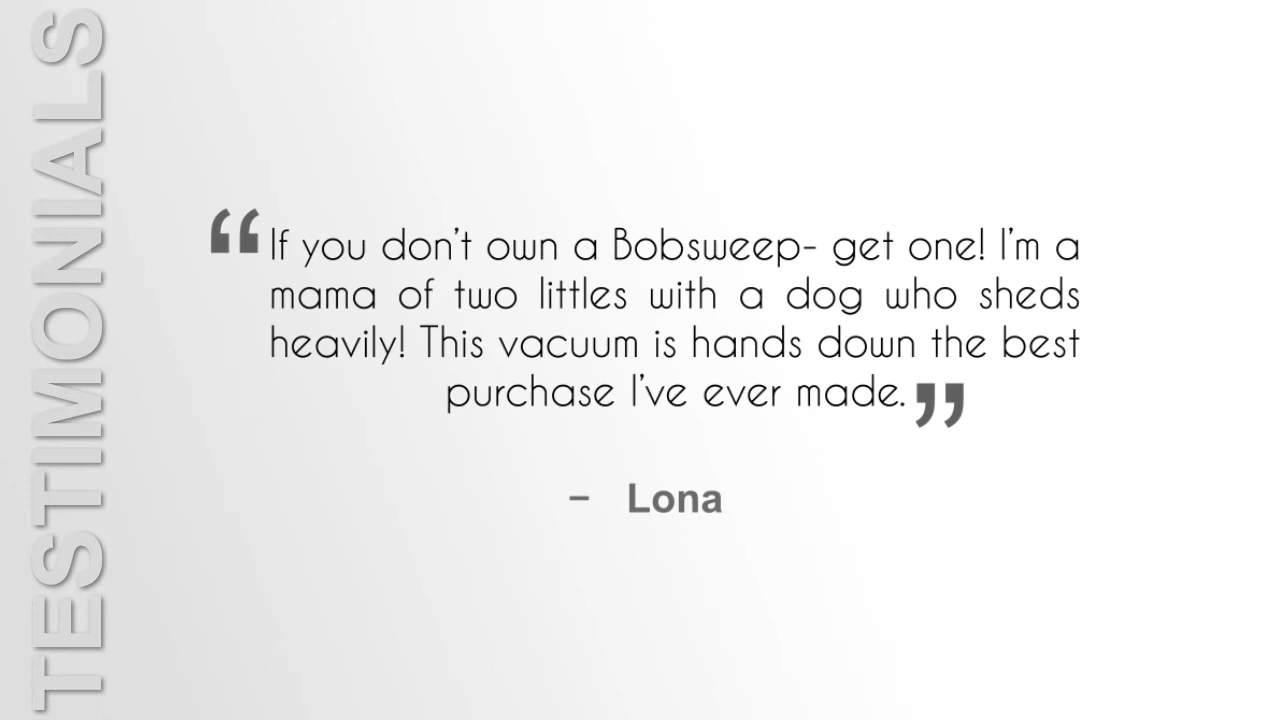 TESTIMONIALS
“If you don’t own a Bobsweep- get one! I’m a
mama of two littles with a dog who sheds
heavily! This vacuum is hands down the best
purchase I’ve ever made.”
– Lona